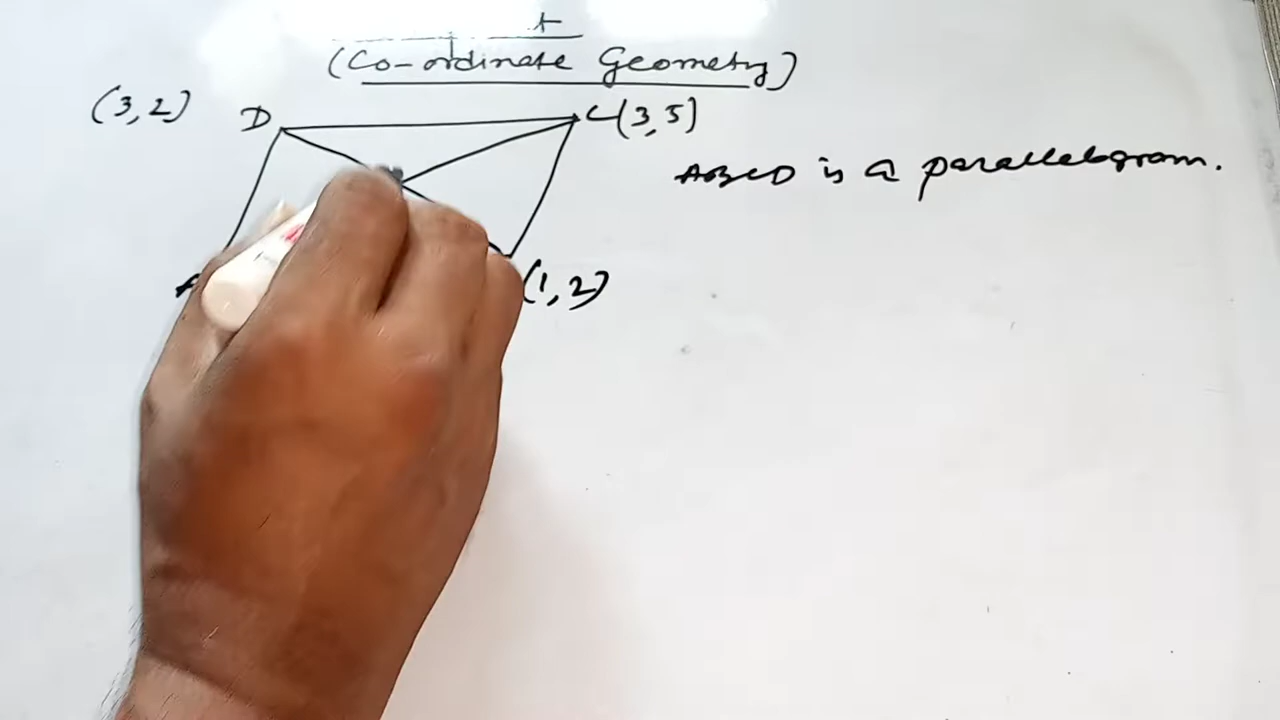 (Co-ordinate Geometry)
(3,2) D C(3,5)
ABCD is a parallelogram.
A (1,2)